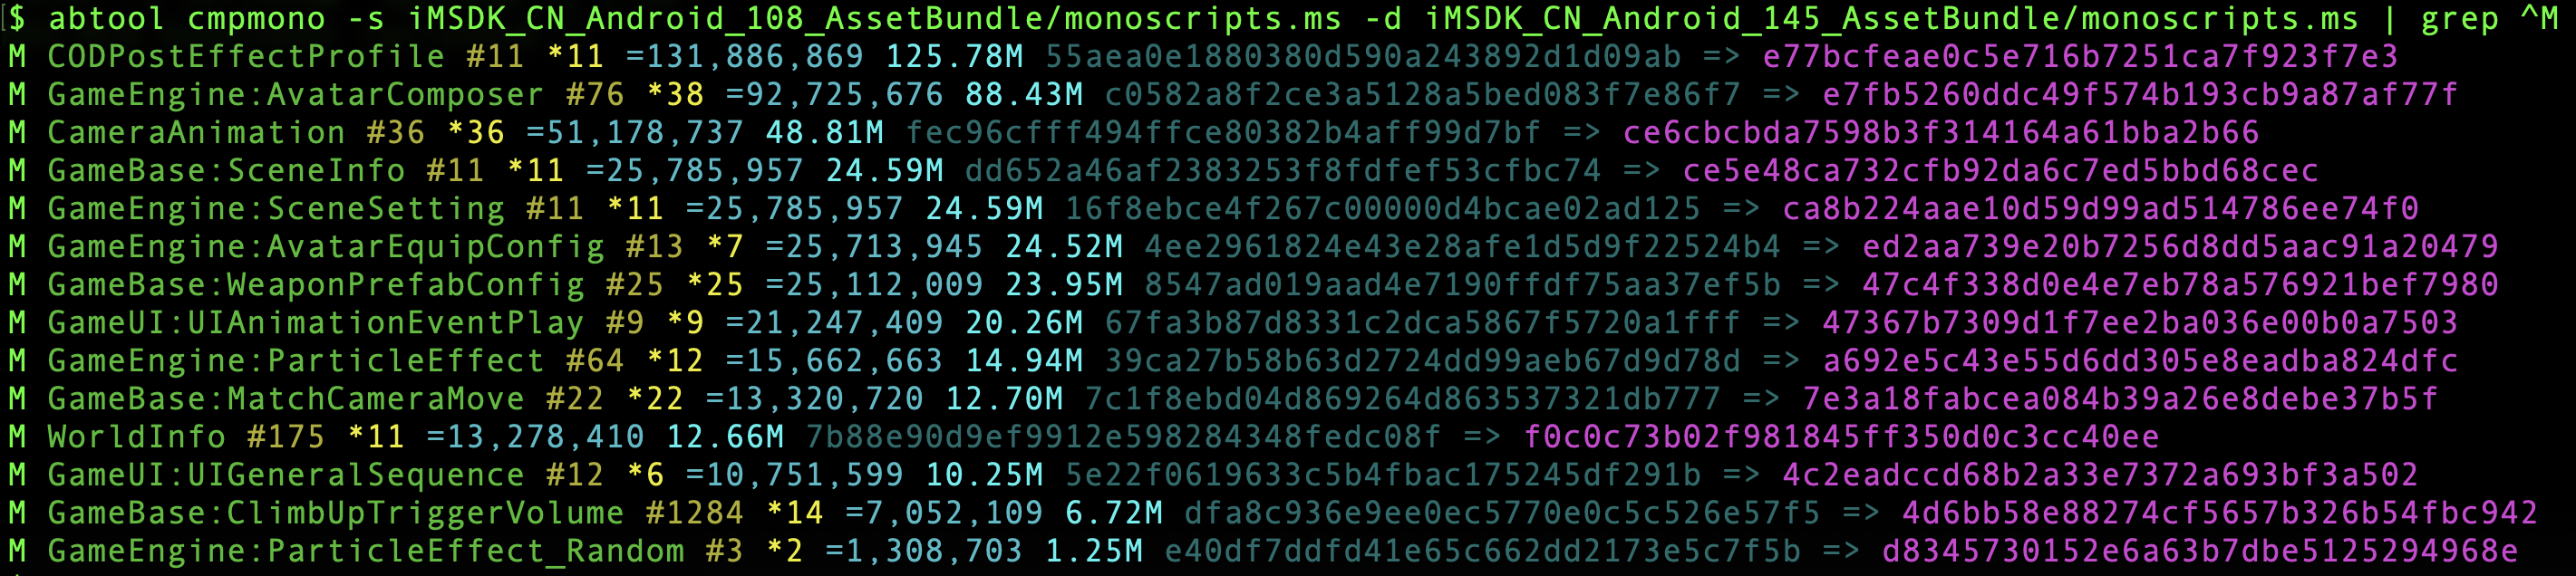 $ abtool cmpmono -s iMSDK_CN_Android_108_AssetBundle/monoscripts.ms -d iMSDK_CN_Android_145_AssetBundle/monoscripts.ms | grep ^M
M CODPostEffectProfile #11 *11 =131,886,869 125.78M 55aea0e1880380d590a243892d1d09ab => e77bcfeae0c5e716b7251ca7f923f7e3
M GameEngine:AvatarComposer #76 *38 =92,725,676 88.43M c0582a8f2ce3a5128a5bed083f7e86f7 => e7fb5260ddc49f574b193cb9a87af77f
M CameraAnimation #36 *36 =51,178,737 48.81M fec96cfff494ffce80382b4aff99d7bf => ce6cbcbda7598b3f314164a61bba2b66
M GameBase:SceneInfo #11 *11 =25,785,957 24.59M dd652a46af2383253f8fdfef53cfbc74 => ce5e48ca732cfb92da6c7ed5bbd68cec
M GameEngine:SceneSetting #11 *11 =25,785,957 24.59M 16f8ebce4f267c00000d4bcae02ad125 => ca8b224aae10d59d99ad514786ee74f0
M GameEngine:AvatarEquipConfig #13 *7 =25,713,945 24.52M 4ee2961824e43e28afe1d5d9f22524b4 => ed2aa739e20b7256d8dd5aac91a20479
M GameBase:WeaponPrefabConfig #25 *25 =25,112,009 23.95M 8547ad019aad4e7190ffdf75aa37ef5b => 47c4f338d0e4e7eb78a576921bef7980
M GameUI:UIAnimationEventPlay #9 *9 =21,247,409 20.26M 67fa3b87d8331c2dca5867f5720a1fff => 47367b7309d1f7ee2ba036e00b0a7503
M GameEngine:ParticleEffect #64 *12 =15,662,663 14.94M 39ca27b58b63d2724dd99aeb67d9d78d => a692e5c43e55d6dd305e8eadba824dfc
M GameBase:MatchCameraMove #22 *22 =13,320,720 12.70M 7c1f8ebd04d869264d863537321db777 => 7e3a18fabcea084b39a26e8debe37b5f
M WorldInfo #175 *11 =13,278,410 12.66M 7b88e90d9ef9912e598284348fedc08f => f0c0c73b02f981845ff350d0c3cc40ee
M GameUI:UIGeneralSequence #12 *6 =10,751,599 10.25M 5e22f0619633c5b4fbac175245df291b => 4c2eadccd68b2a33e7372a693bf3a502
M GameBase:ClimbUpTriggerVolume #1284 *14 =7,052,109 6.72M dfa8c936e9ee0ec5770e0c5c526e57f5 => 4d6bb58e88274cf5657b326b54fbc942
M GameEngine:ParticleEffect_Random #3 *2 =1,308,703 1.25M e40df7ddfd41e65c662dd2173e5c7f5b => d8345730152e6a63b7dbe5125294968e